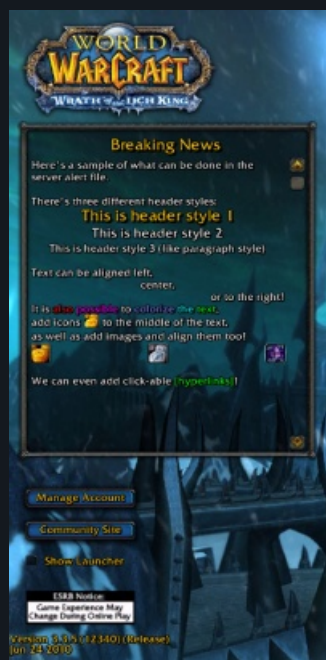 WORLD
OF
WARCRAFT
WRATH of the LICH KING
Breaking News
Here's a sample of what can be done in the
server alert file.
There's three different header styles:
This is header style 1
This is header style 2
This is header style 3 (like paragraph style)
Text can be aligned left,
center,
or to the right!
It is also possible to colorize the text,
add icons to the middle of the text,
as well as add images and align them too!
We can even add click-able [hyperlinks]!
Manage Account
Community Site
Show Launcher
ESRB Notice:
Game Experience May
Change During Online Play
Version 3.3.5 (12340) (Release)
Jun 24 2010